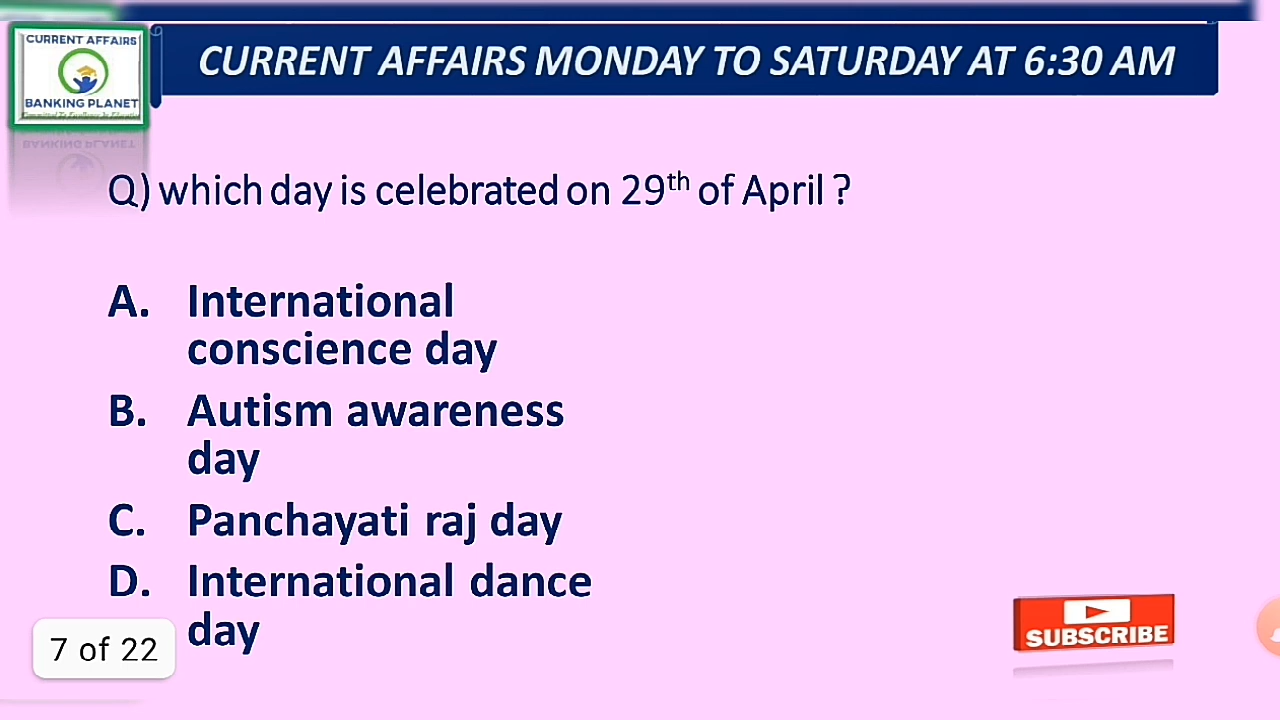 CURRENT AFFAIRS
BANKING PLANET
CURRENT AFFAIRS MONDAY TO SATURDAY AT 6:30 AM
Q) which day is celebrated on 29th of April ?
A. International
conscience day
B. Autism awareness
day
C. Panchayati raj day
D. International dance
day
7 of 22
SUBSCRIBE